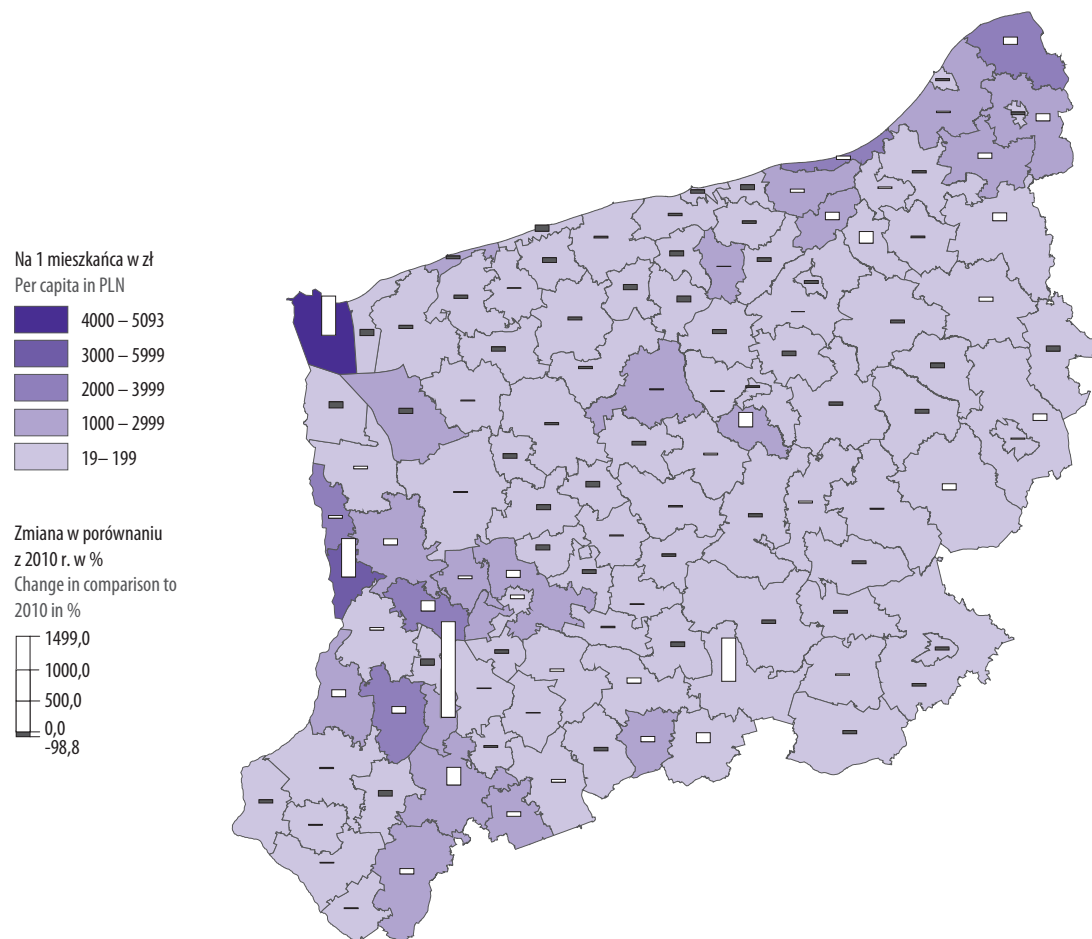 Na 1 mieszkańca w zł
Per capita in PLN
4000 – 5093
3000 – 5999
2000 – 3999
1000 – 2999
19– 199
Zmiana w porównaniu
z 2010 r. w %
Change in comparison to
2010 in %
1499,0
1000,0
500,0
0,0
-98,8